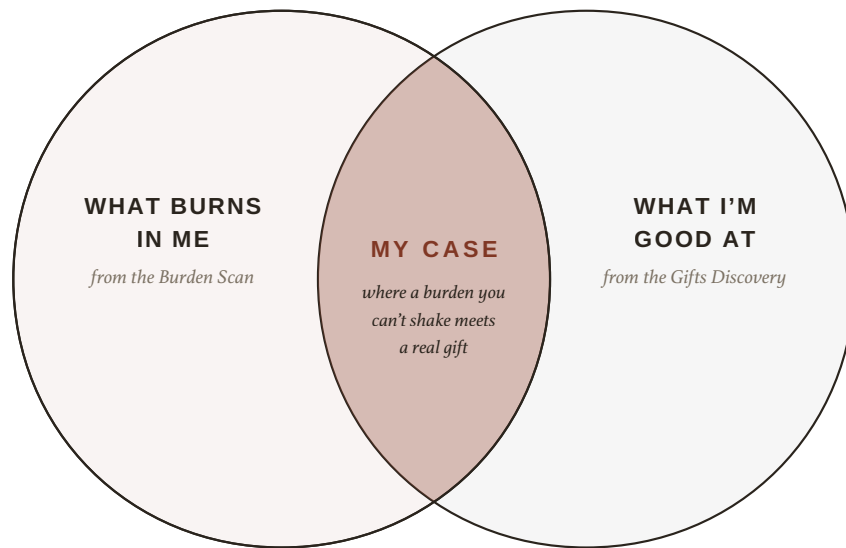 WHAT BURNS
IN ME
from the Burden Scan
MY CASE
where a burden you
can’t shake meets
a real gift
WHAT I’M
GOOD AT
from the Gifts Discovery